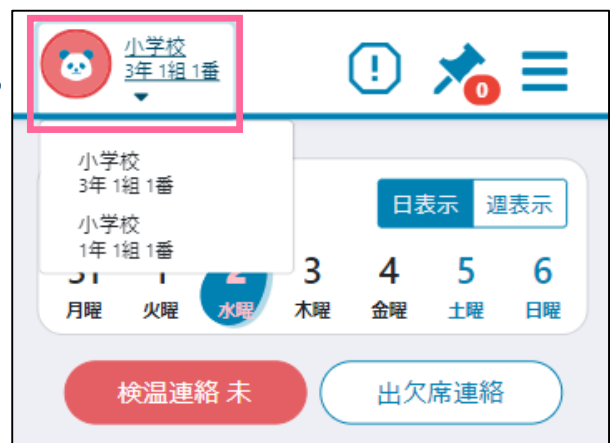 小学校
3年 1組 1番
0
小学校
3年 1組 1番
小学校
1年 1組 1番
日表示 週表示
31 1 2 3 4 5 6
月曜 火曜 水曜 木曜 金曜 土曜 日曜
検温連絡 未 出欠席連絡